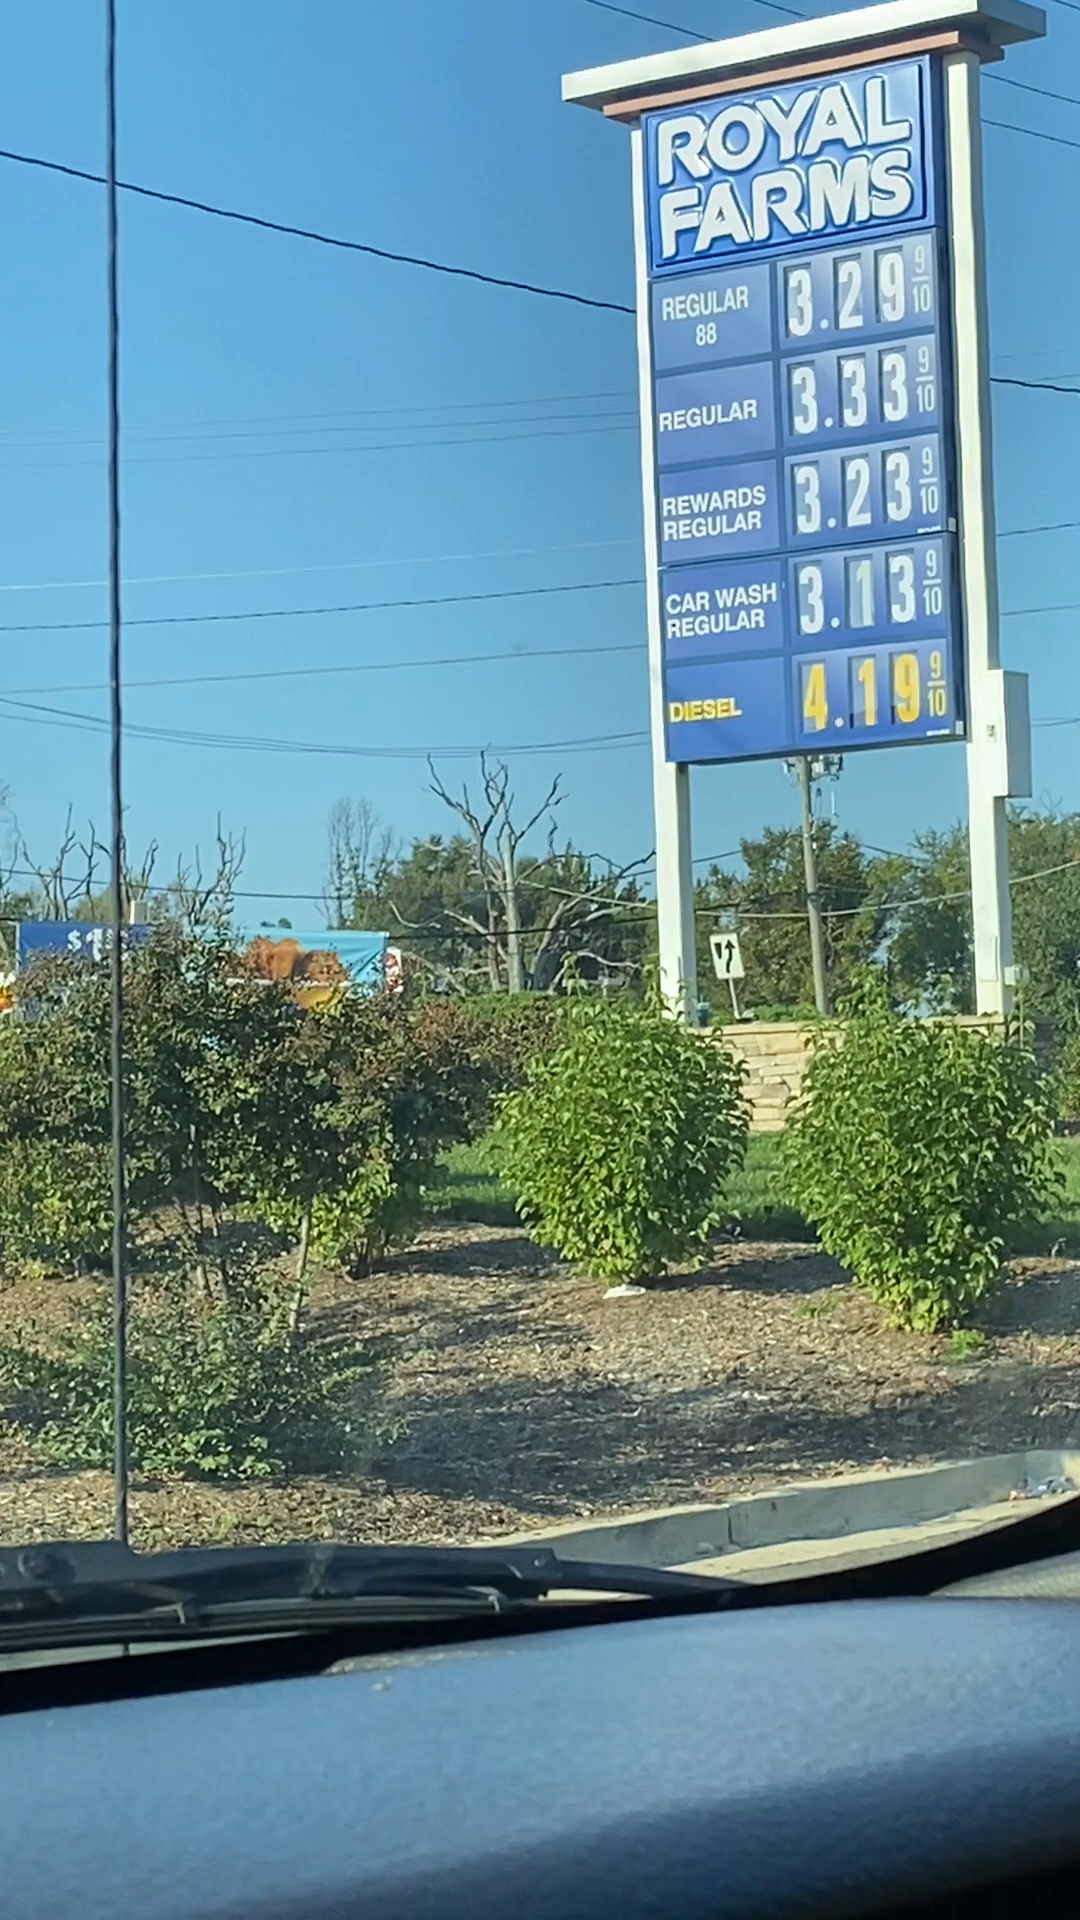 ROYAL
FARMS
REGULAR
88
3.29 9/10
REGULAR
3.33 9/10
REWARDS
REGULAR
3.23 9/10
CAR WASH
REGULAR
3.13 9/10
DIESEL
4.19 9/10